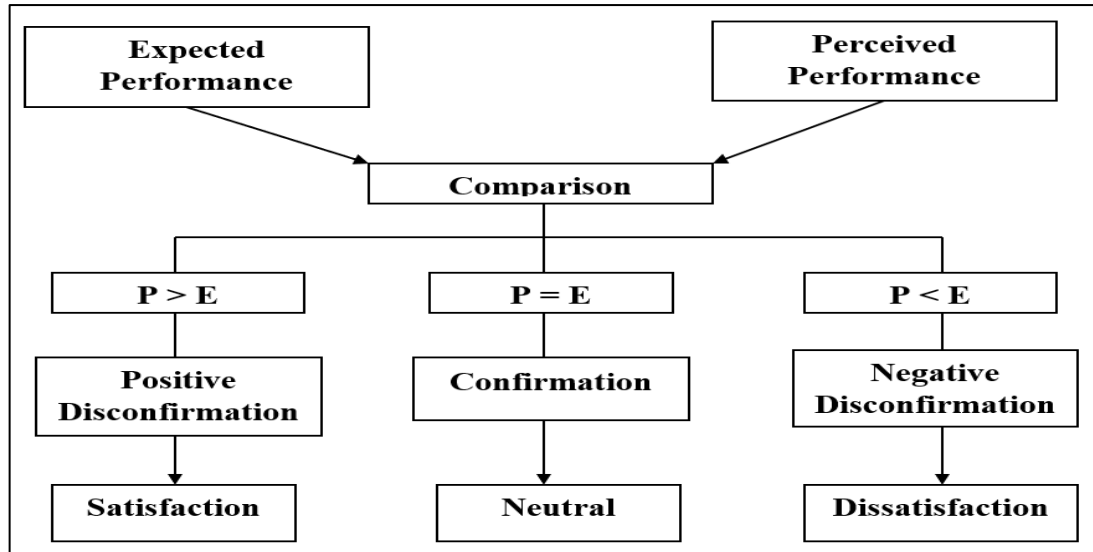 Expected
Performance
Perceived
Performance
Comparison
P > E
P = E
P < E
Positive
Disconfirmation
Confirmation
Negative
Disconfirmation
Satisfaction
Neutral
Dissatisfaction